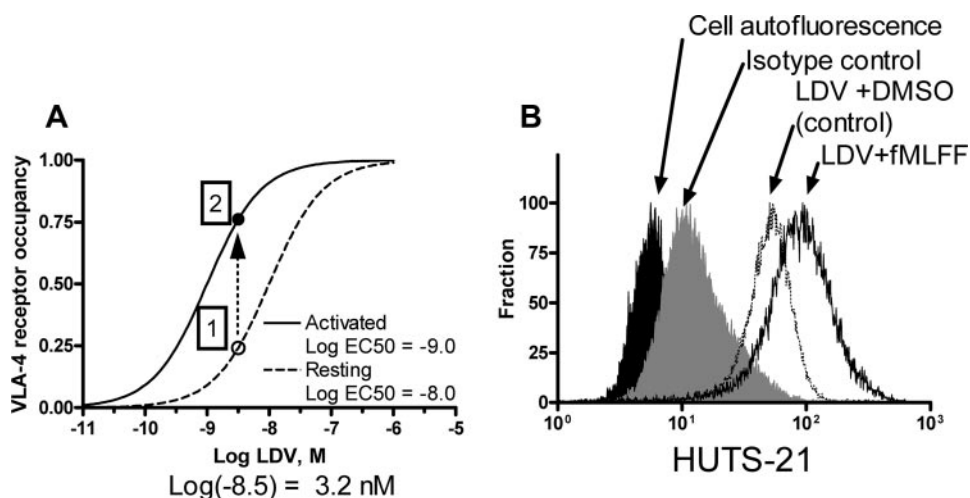 A
VLA-4 receptor occupancy
1.00
0.75
0.50
0.25
0.00
2
1
Activated
Log EC50 = -9.0
Resting
Log EC50 = -8.0
-11 -10 -9 -8 -7 -6 -5
Log LDV, M
Log(-8.5) = 3.2 nM
B
Cell autofluorescence
Isotype control
LDV +DMSO
(control)
LDV+fMLFF
Fraction
100
75
50
25
0
10⁰ 10¹ 10² 10³
HUTS-21